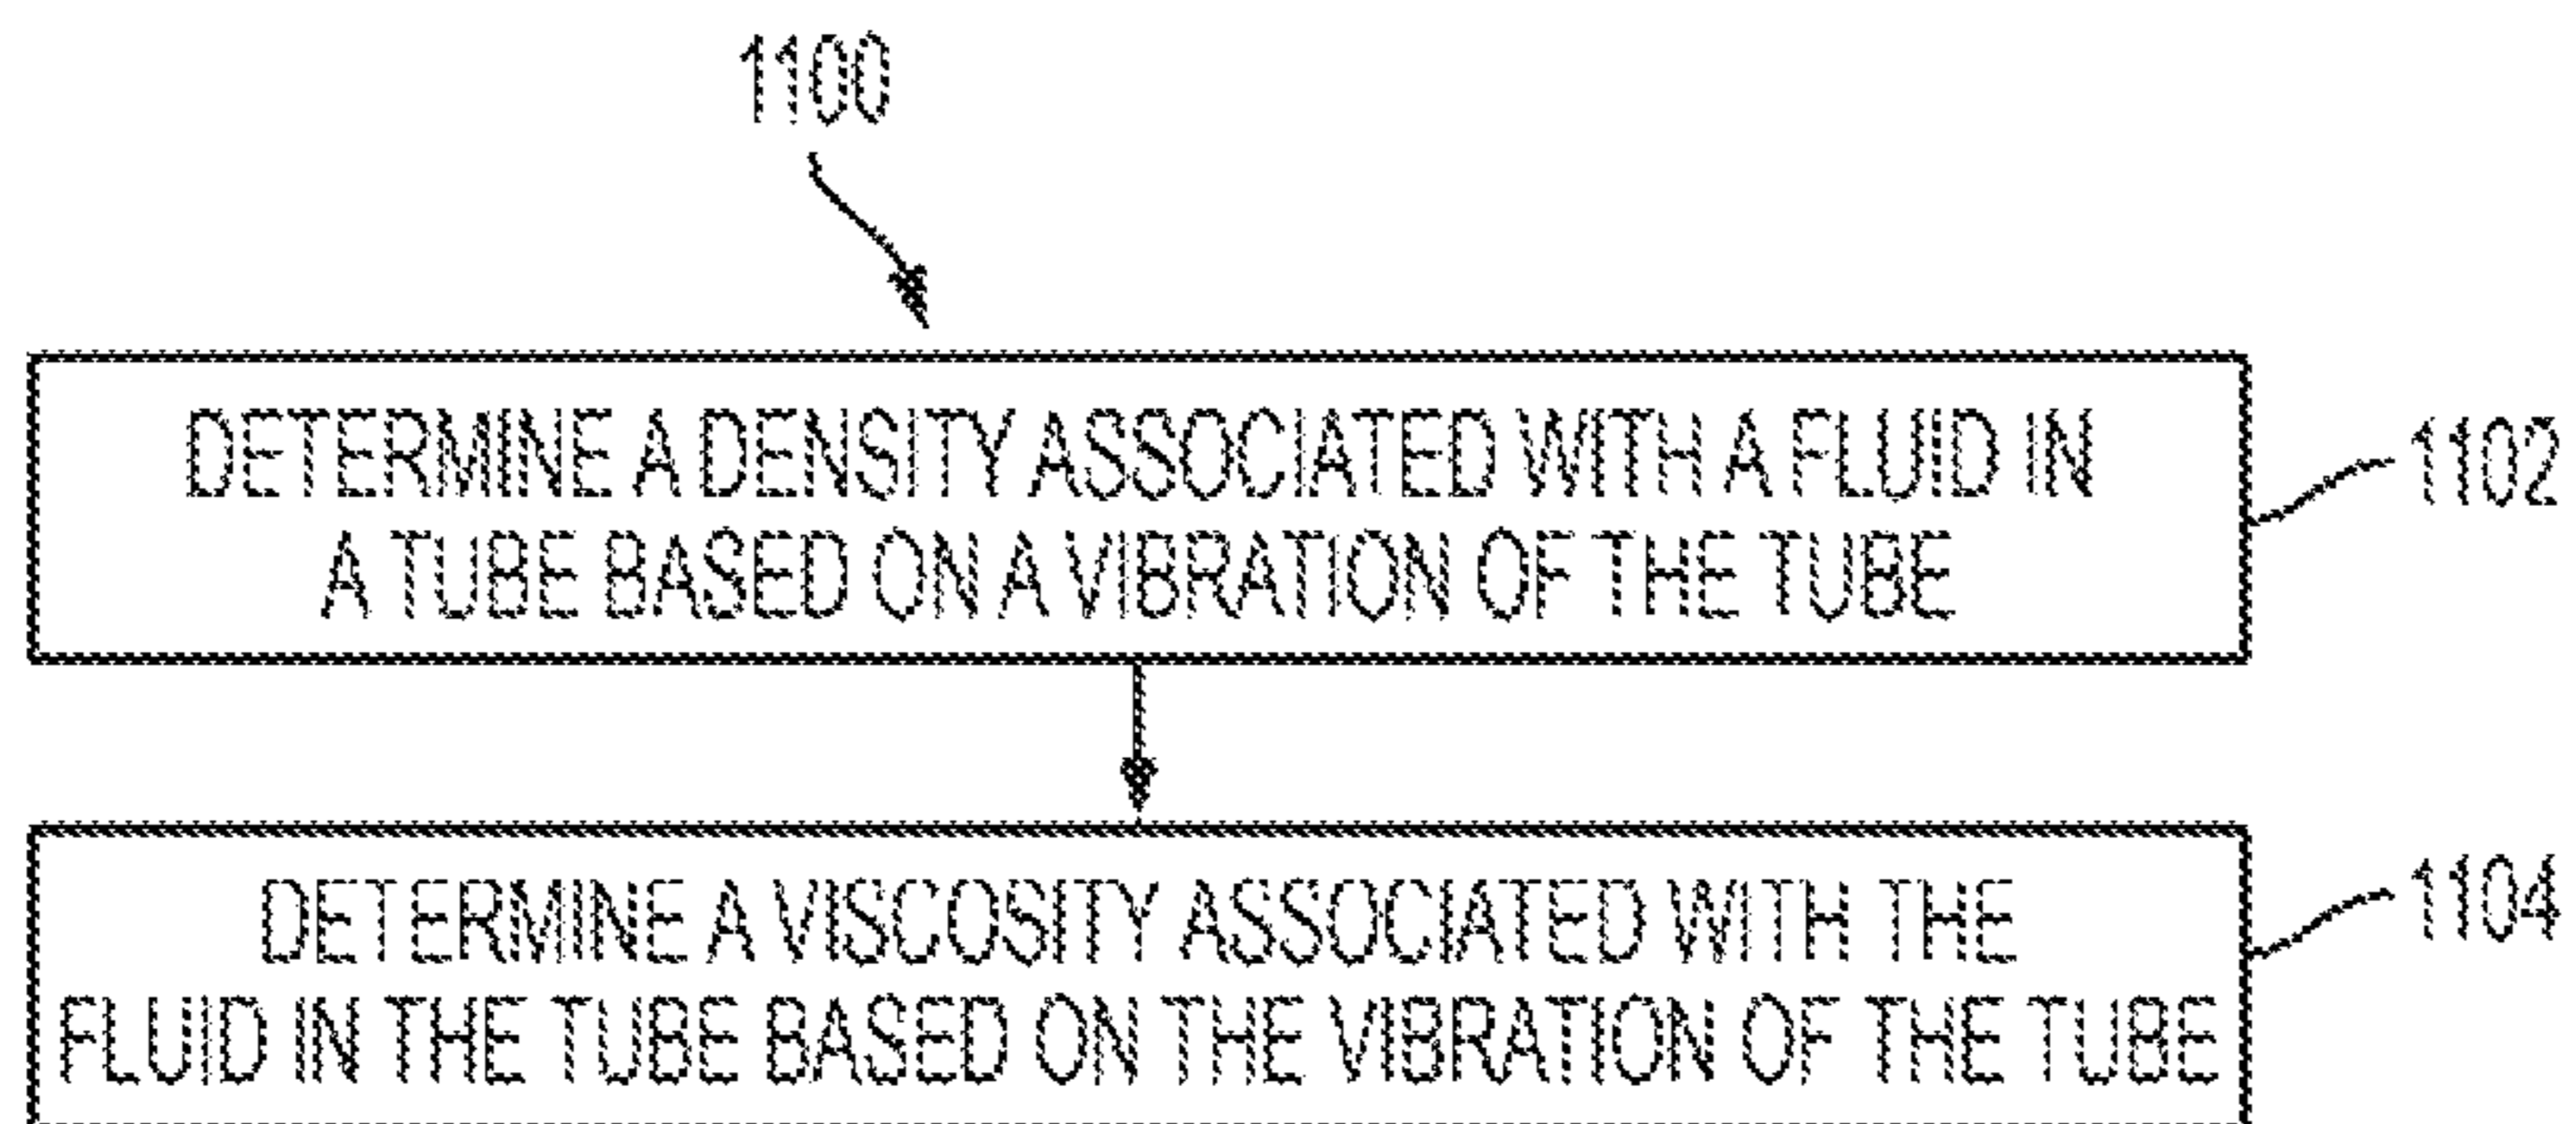 1100
DETERMINE A DENSITY ASSOCIATED WITH A FLUID IN
A TUBE BASED ON A VIBRATION OF THE TUBE
1102
DETERMINE A VISCOSITY ASSOCIATED WITH THE
FLUID IN THE TUBE BASED ON THE VIBRATION OF THE TUBE
1104